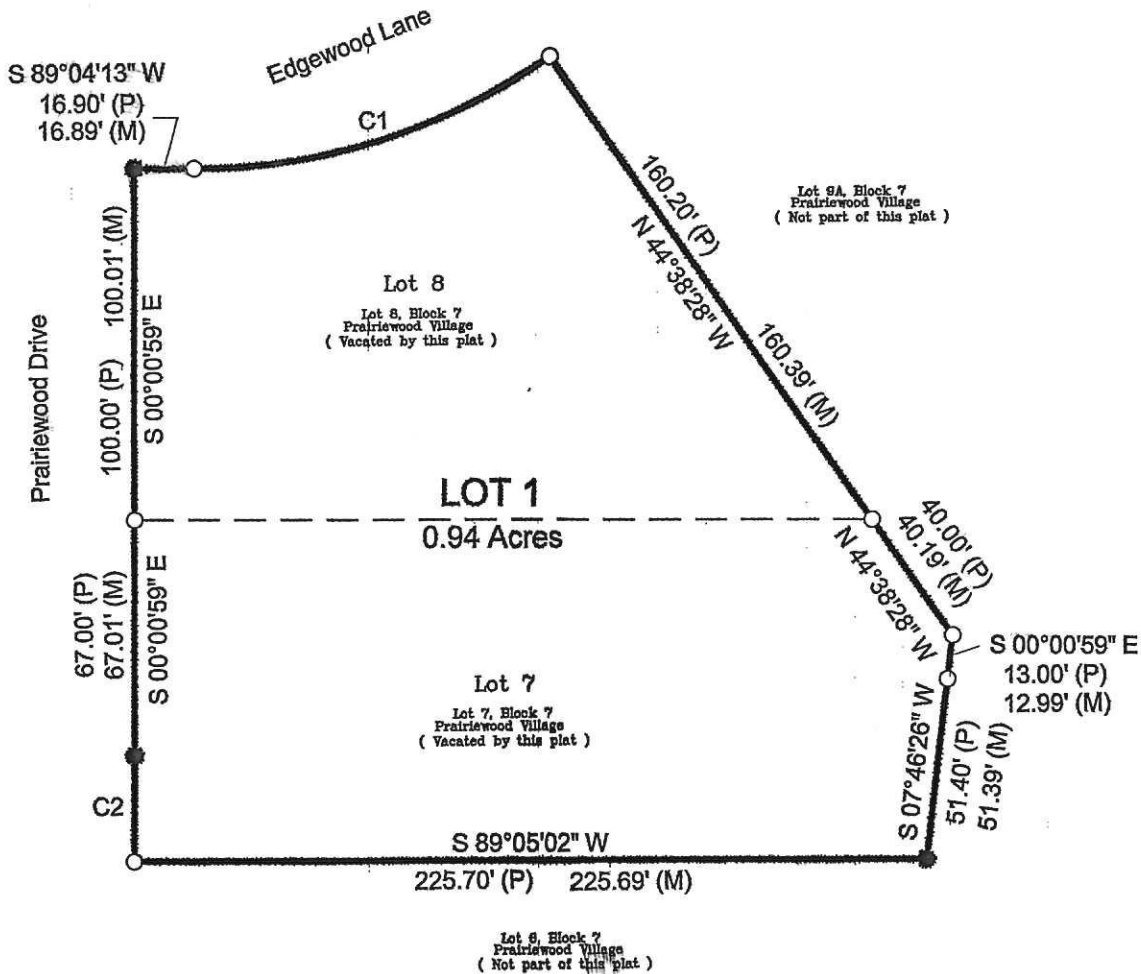 Edgewood Lane
S 89°04'13" W
16.90' (P)
16.89' (M)
C1
160.20' (P)
N 44°38'28" W
160.39' (M)
Lot 9A, Block 7
Prairiewood Village
( Not part of this plat )
Prairiewood Drive
100.00' (P)
100.01' (M)
S 00°00'59" E
Lot 8
Lot 8, Block 7
Prairiewood Village
( Vacated by this plat )
LOT 1
0.94 Acres
40.00' (P)
40.19' (M)
N 44°38'28" W
67.00' (P)
67.01' (M)
S 00°00'59" E
S 00°00'59" E
13.00' (P)
12.99' (M)
Lot 7
Lot 7, Block 7
Prairiewood Village
( Vacated by this plat )
S 07°46'26" W
51.40' (P)
51.39' (M)
C2
S 89°05'02" W
225.70' (P) 225.69' (M)
Lot 6, Block 7
Prairiewood Village
( Not part of this plat )